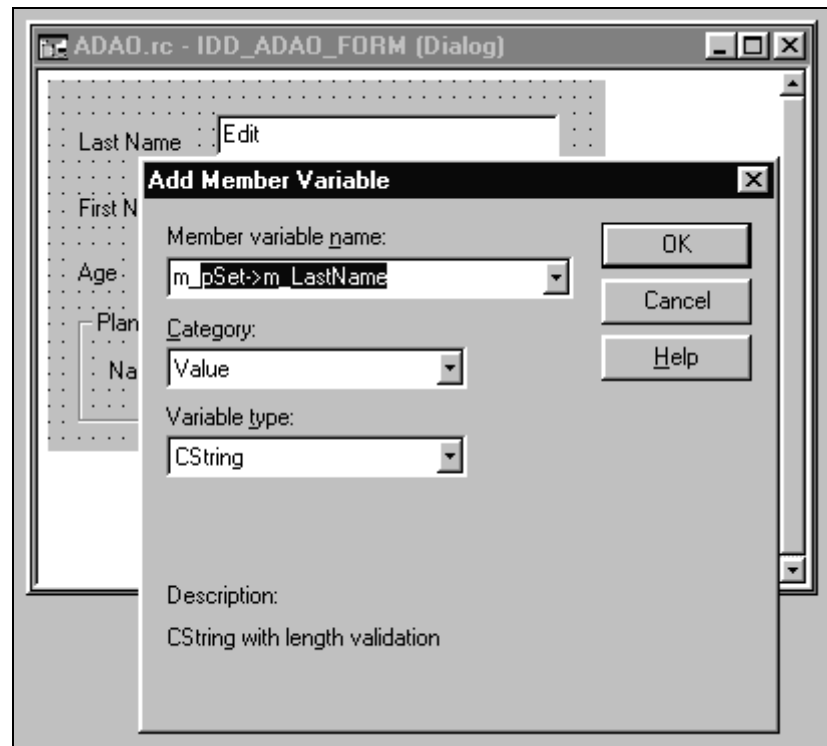 ADAO.rc - IDD_ADAO_FORM (Dialog)
Last Name Edit
Add Member Variable
First N
Member variable name:
OK
m_pSet->m_LastName
Age
Cancel
Plan
Category:
Help
Na
Value
Variable type:
CString
Description:
CString with length validation